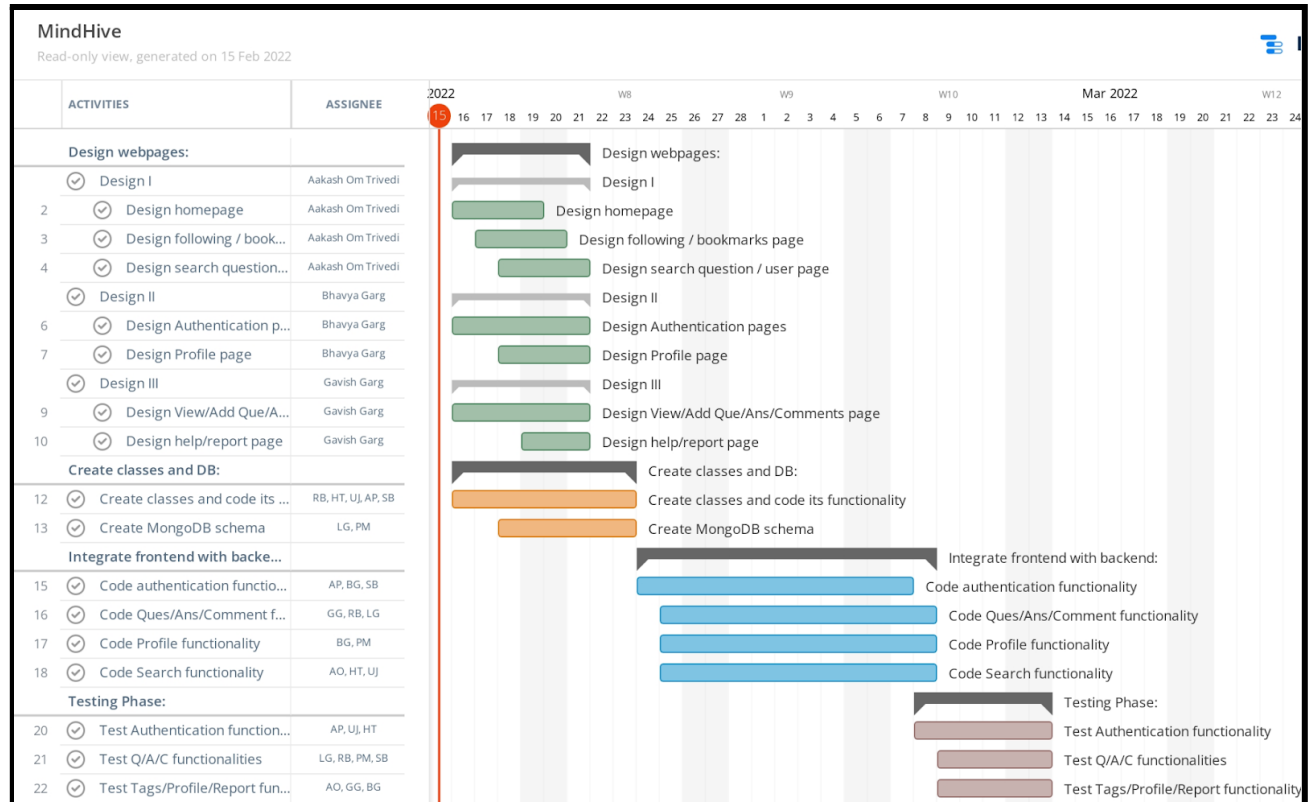 MindHive
Read-only view, generated on 15 Feb 2022
2022 W8 W9 W10 Mar 2022 W12
ACTIVITIES ASSIGNEE
15 16 17 18 19 20 21 22 23 24 25 26 27 28 1 2 3 4 5 6 7 8 9 10 11 12 13 14 15 16 17 18 19 20 21 22 23 24
Design webpages: Design webpages:
Design I Aakash Om Trivedi Design I
2 Design homepage Aakash Om Trivedi Design homepage
3 Design following / book... Aakash Om Trivedi Design following / bookmarks page
4 Design search question... Aakash Om Trivedi Design search question / user page
Design II Bhavya Garg Design II
6 Design Authentication p... Bhavya Garg Design Authentication pages
7 Design Profile page Bhavya Garg Design Profile page
Design III Gavish Garg Design III
9 Design View/Add Que/A... Gavish Garg Design View/Add Que/Ans/Comments page
10 Design help/report page Gavish Garg Design help/report page
Create classes and DB: Create classes and DB:
12 Create classes and code its ... RB, HT, UJ, AP, SB Create classes and code its functionality
13 Create MongoDB schema LG, PM Create MongoDB schema
Integrate frontend with backe... Integrate frontend with backend:
15 Code authentication functio... AP, BG, SB Code authentication functionality
16 Code Ques/Ans/Comment f... GG, RB, LG Code Ques/Ans/Comment functionality
17 Code Profile functionality BG, PM Code Profile functionality
18 Code Search functionality AO, HT, UJ Code Search functionality
Testing Phase: Testing Phase:
20 Test Authentication function... AP, UJ, HT Test Authentication functionality
21 Test Q/A/C functionalities LG, RB, PM, SB Test Q/A/C functionalities
22 Test Tags/Profile/Report fun... AO, GG, BG Test Tags/Profile/Report functionality